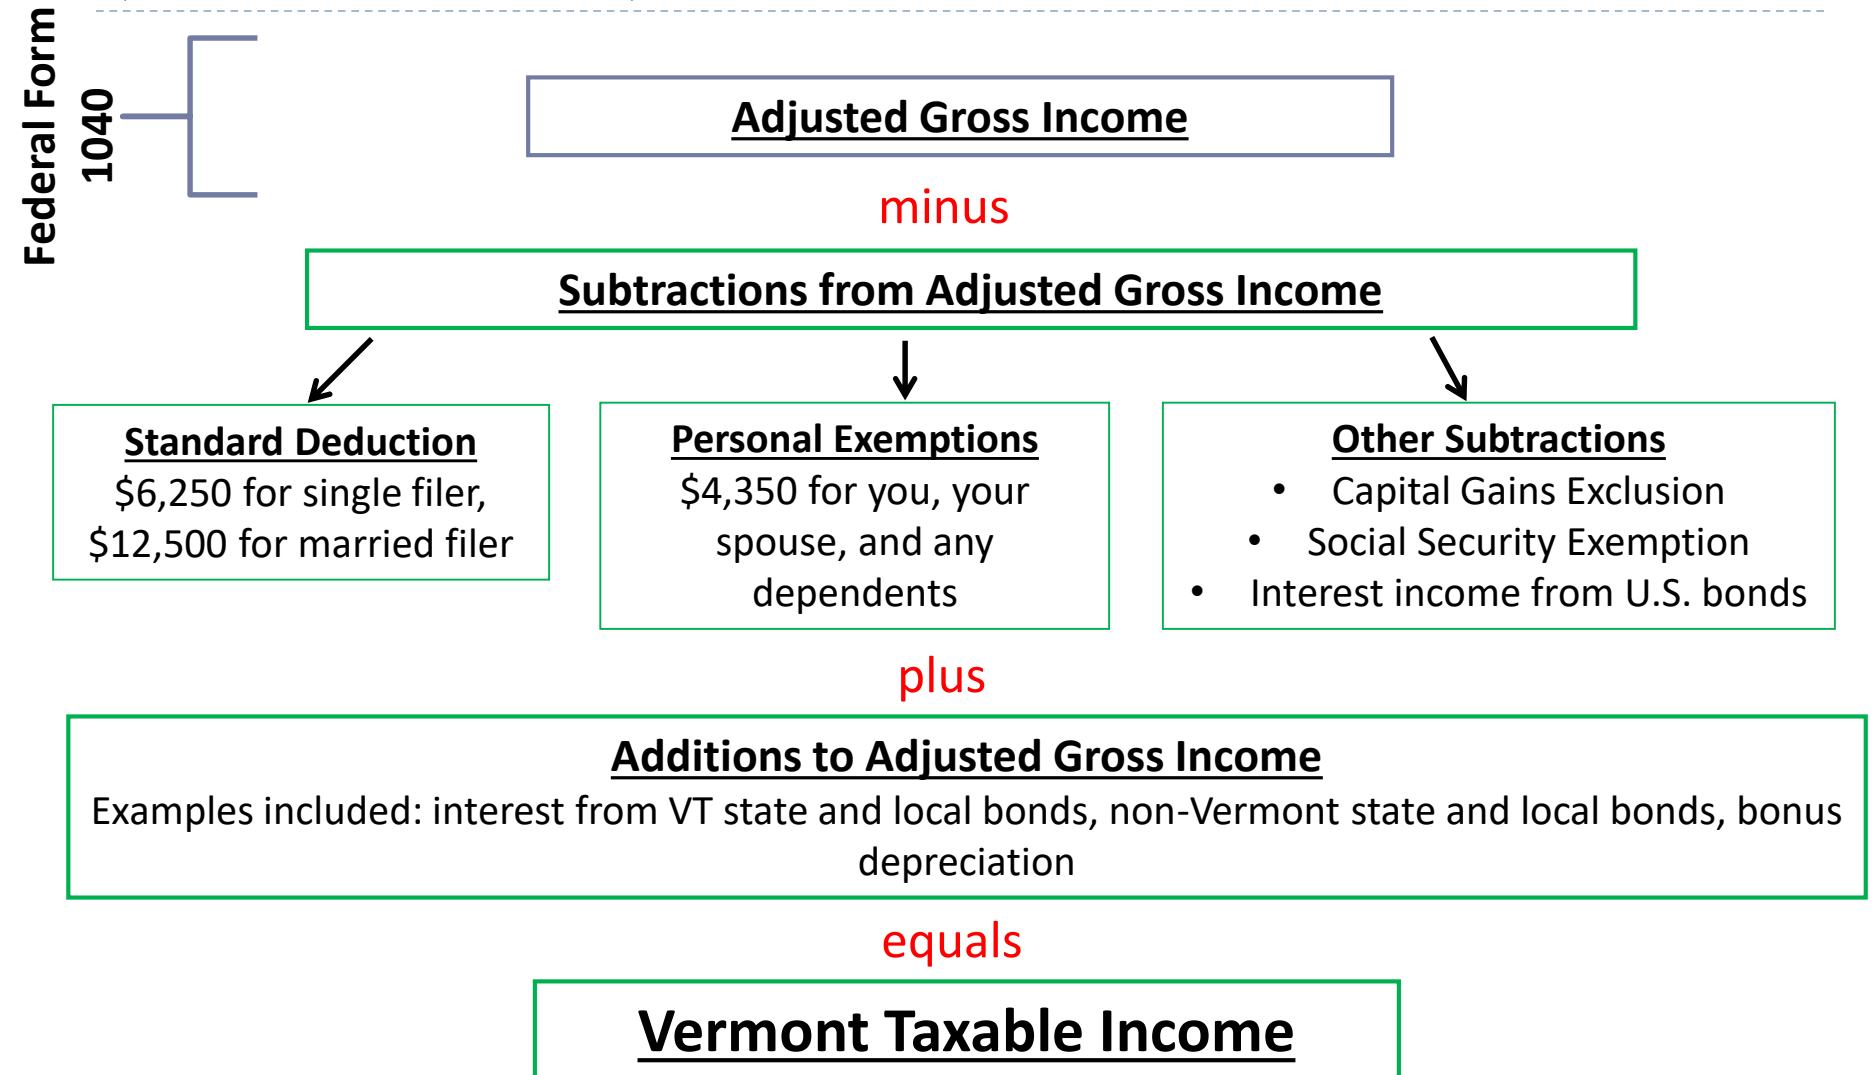 Federal Form
1040
Adjusted Gross Income
minus
Subtractions from Adjusted Gross Income
Standard Deduction
$6,250 for single filer,
$12,500 for married filer
Personal Exemptions
$4,350 for you, your
spouse, and any
dependents
Other Subtractions
• Capital Gains Exclusion
• Social Security Exemption
• Interest income from U.S. bonds
plus
Additions to Adjusted Gross Income
Examples included: interest from VT state and local bonds, non-Vermont state and local bonds, bonus
depreciation
equals
Vermont Taxable Income